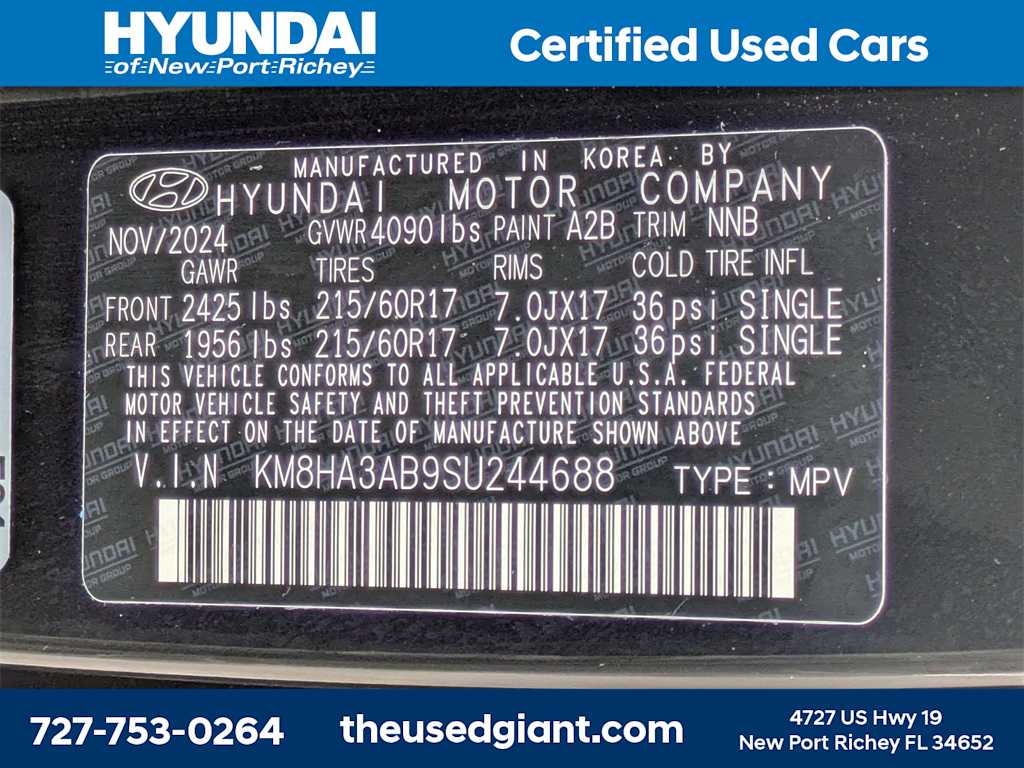 HYUNDAI
of New Port Richey
Certified Used Cars
MANUFACTURED IN KOREA BY
HYUNDAI MOTOR COMPANY
NOV/2024 GVWR 4090 lbs PAINT A2B TRIM NNB
GAWR TIRES RIMS COLD TIRE INFL
FRONT 2425 lbs 215/60R17 7.0JX17 36psi SINGLE
REAR 1956 lbs 215/60R17 7.0JX17 36psi SINGLE
THIS VEHICLE CONFORMS TO ALL APPLICABLE U.S.A. FEDERAL
MOTOR VEHICLE SAFETY AND THEFT PREVENTION STANDARDS
IN EFFECT ON THE DATE OF MANUFACTURE SHOWN ABOVE
V.I.N KM8HA3AB9SU244688 TYPE : MPV
727-753-0264
theusedgiant.com
4727 US Hwy 19
New Port Richey FL 34652